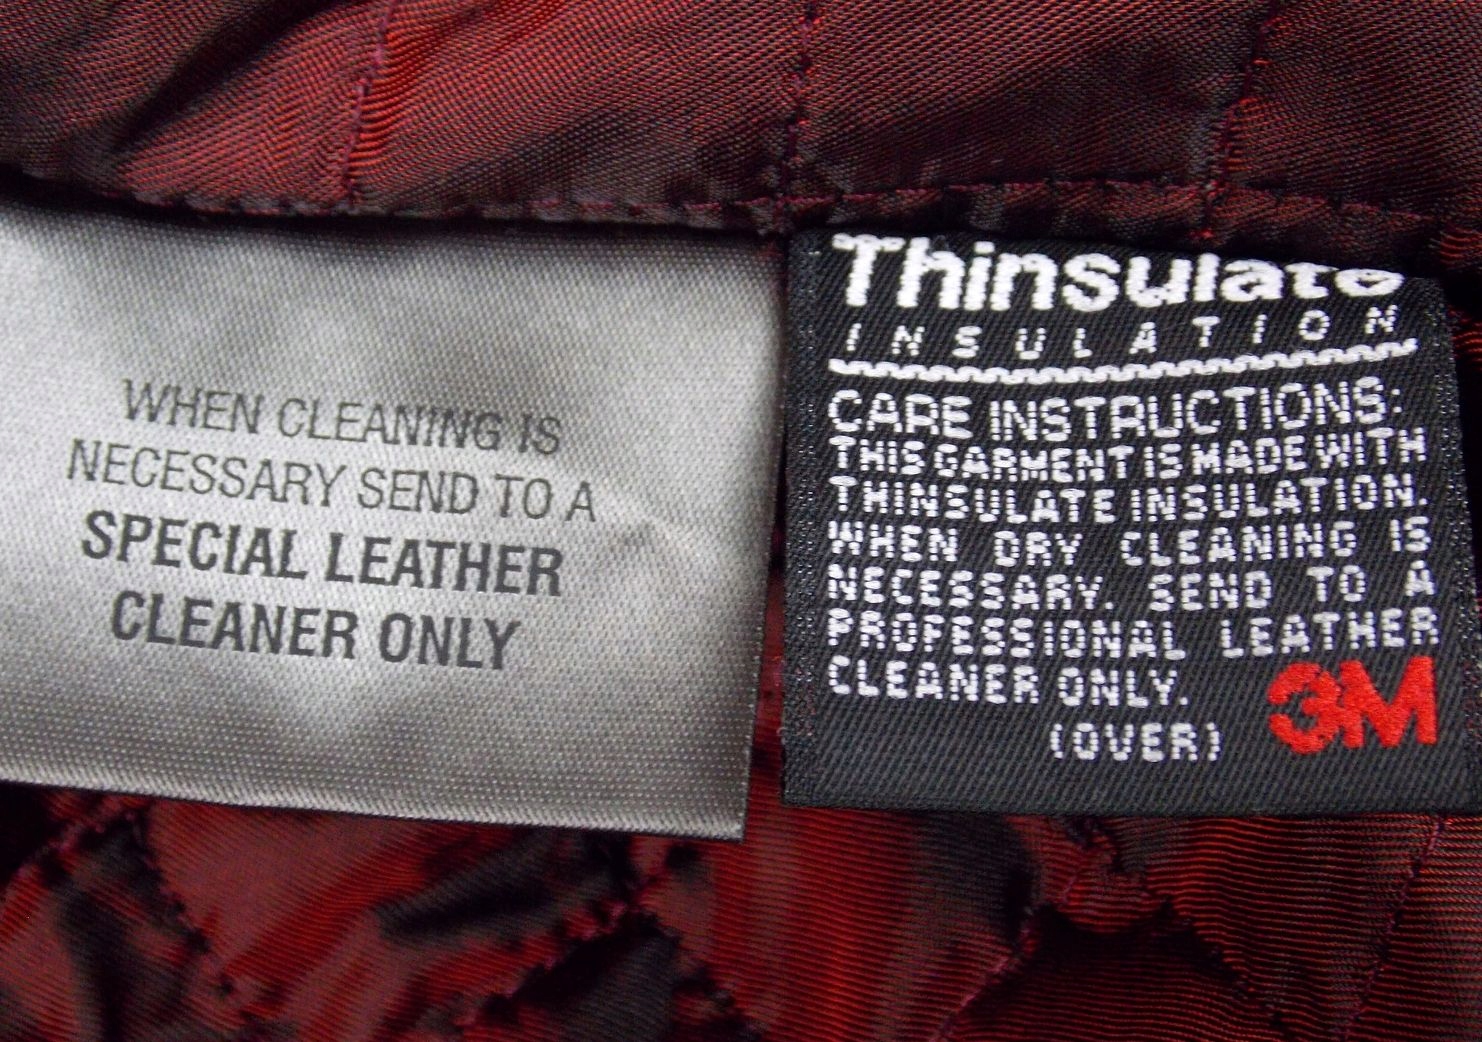 WHEN CLEANING IS
NECESSARY SEND TO A
SPECIAL LEATHER
CLEANER ONLY
Thinsulate
INSULATION
CARE INSTRUCTIONS:
THIS GARMENT IS MADE WITH
THINSULATE INSULATION.
WHEN DRY CLEANING IS
NECESSARY. SEND TO A
PROFESSIONAL LEATHER
CLEANER ONLY.
(OVER)
3M